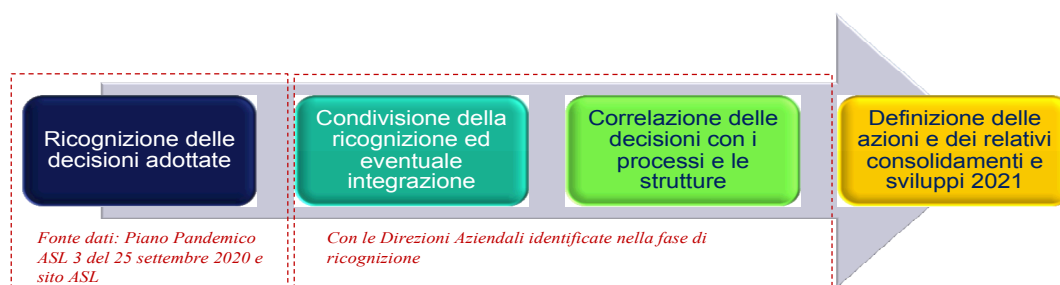 Ricognizione delle
decisioni adottate
Condivisione della
ricognizione ed
eventuale
integrazione
Correlazione delle
decisioni con i
processi e le
strutture
Definizione delle
azioni e dei relativi
consolidamenti e
sviluppi 2021
Fonte dati: Piano Pandemico
ASL 3 del 25 settembre 2020 e
sito ASL
Con le Direzioni Aziendali identificate nella fase di
ricognizione